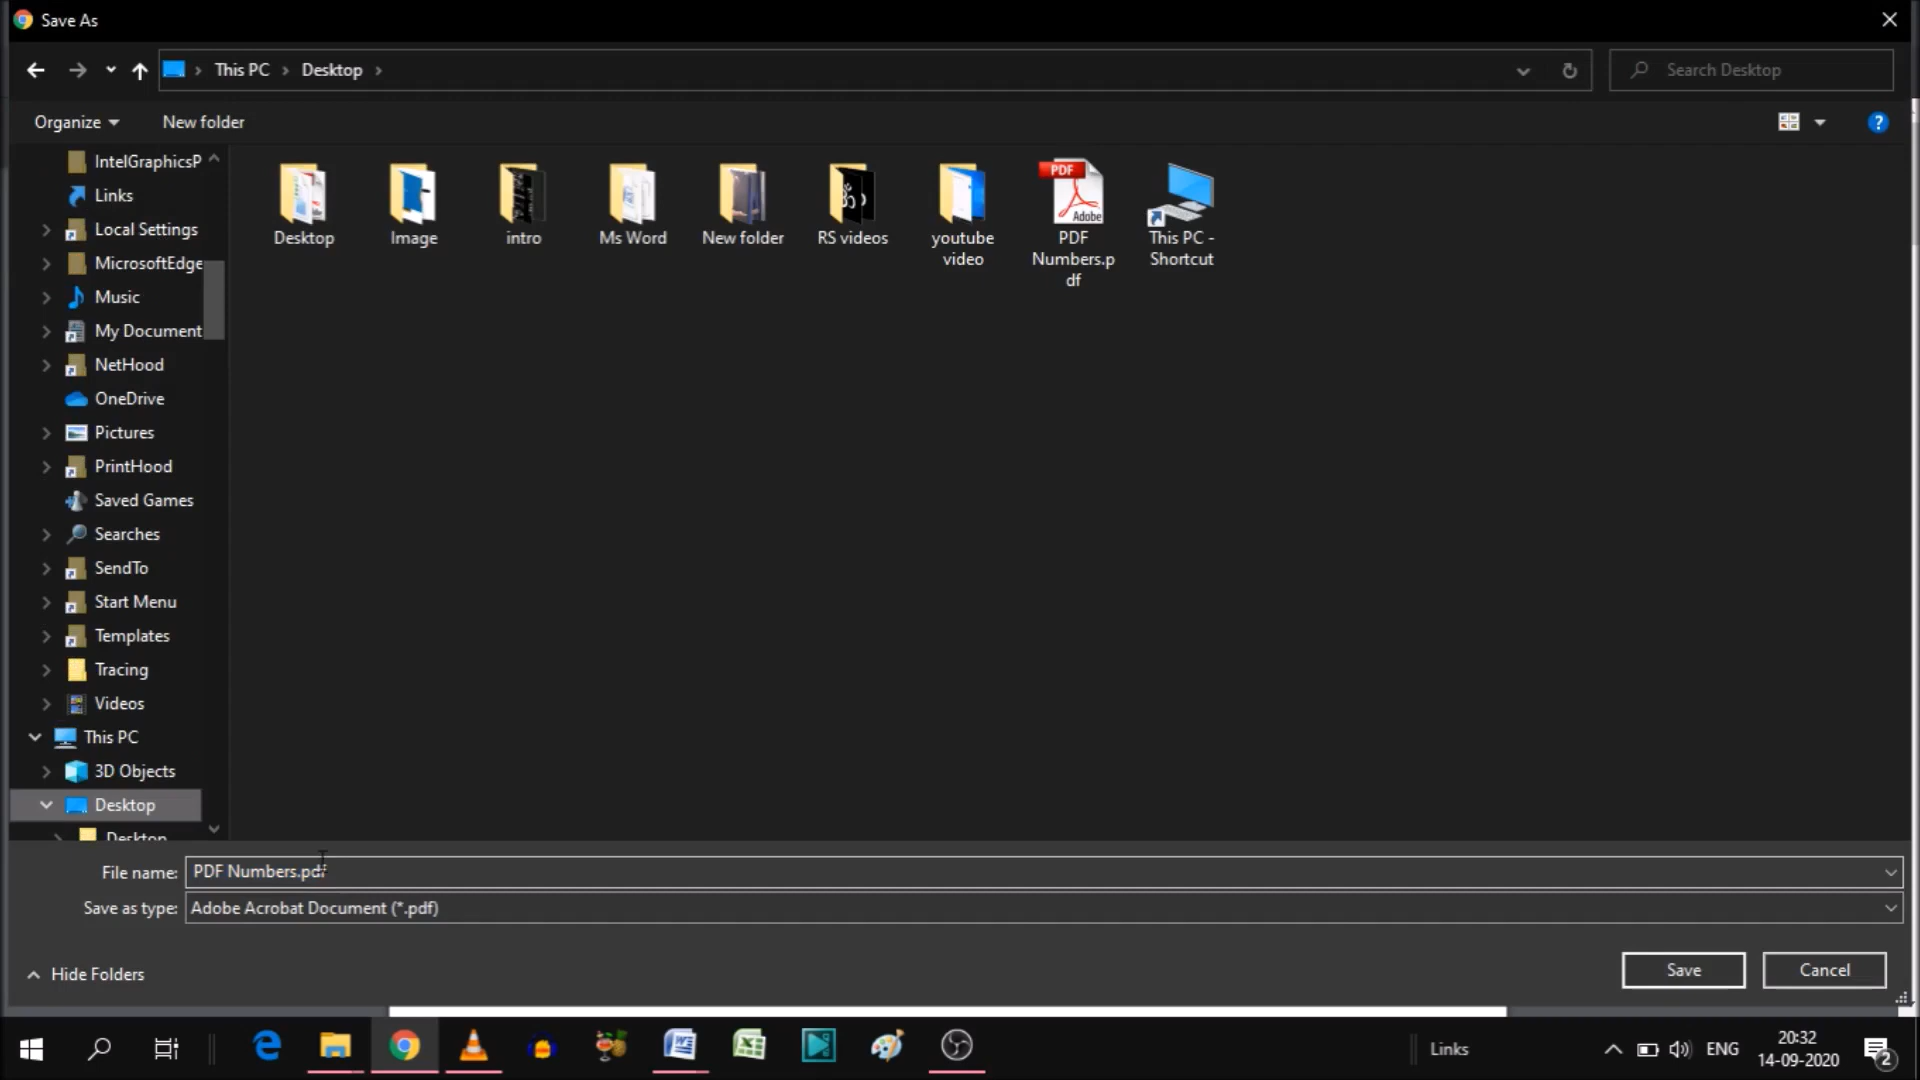 Save As
This PC
Desktop
Search Desktop
Organize
New folder
IntelGraphicsP
Links
Local Settings
MicrosoftEdge
Music
My Document
NetHood
OneDrive
Pictures
PrintHood
Saved Games
Searches
SendTo
Start Menu
Templates
Tracing
Videos
This PC
3D Objects
Desktop
Desktop
Desktop
Image
intro
Ms Word
New folder
RS videos
youtube
video
PDF
Adobe
PDF
Numbers.p
df
This PC -
Shortcut
File name: PDF Numbers.pdf
Save as type: Adobe Acrobat Document (*.pdf)
Hide Folders
Save
Cancel
Links
ENG
20:32
14-09-2020
2